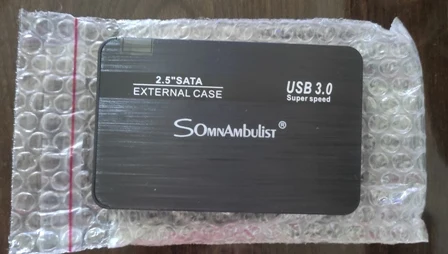 2.5"SATA
EXTERNAL CASE
USB 3.0
Super speed
SOMNAMBULIST®